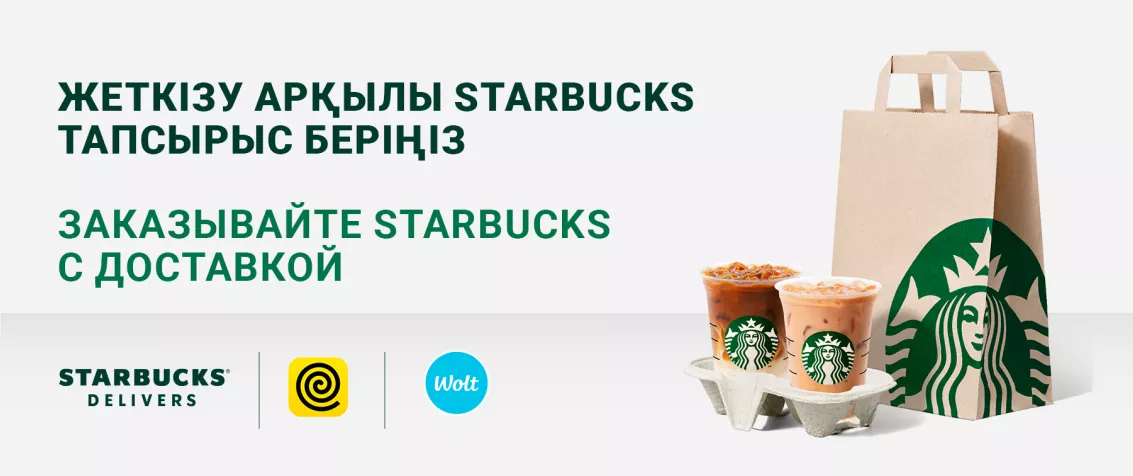 ЖЕТКІЗУ АРҚЫЛЫ STARBUCKS
ТАПСЫРЫС БЕРІҢІЗ
ЗАКАЗЫВАЙТЕ STARBUCKS
С ДОСТАВКОЙ
STARBUCKS®
DELIVERS
Wolt